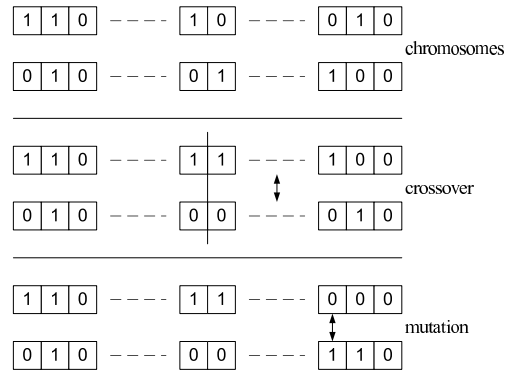 1 1 0 1 0 0 1 0
chromosomes
0 1 0 0 1 1 0 0
1 1 0 1 1 1 0 0
crossover
0 1 0 0 0 0 1 0
1 1 0 1 1 0 0 0
mutation
0 1 0 0 0 1 1 0